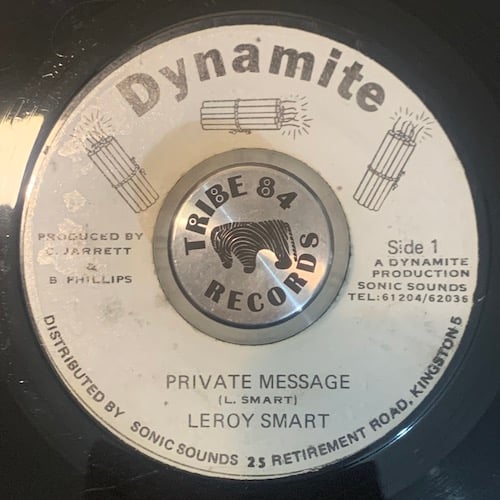 Dynamite
TRIBE 84
RECORDS
PRODUCED BY
C. JARRETT
&
B PHILLIPS
Side 1
A DYNAMITE
PRODUCTION
SONIC SOUNDS
TEL:61204/62036
PRIVATE MESSAGE
(L. SMART)
LEROY SMART
DISTRIBUTED BY SONIC SOUNDS 25 RETIREMENT ROAD, KINGSTON 5